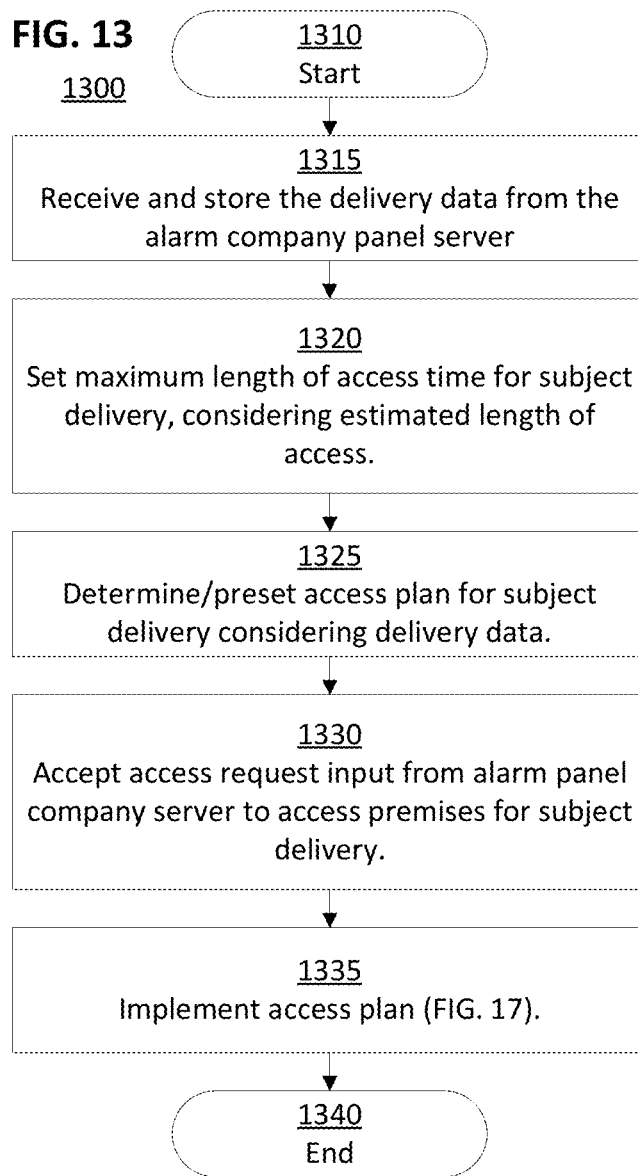 FIG. 13
1300
1310
Start
1315
Receive and store the delivery data from the
alarm company panel server
1320
Set maximum length of access time for subject
delivery, considering estimated length of
access.
1325
Determine/preset access plan for subject
delivery considering delivery data.
1330
Accept access request input from alarm panel
company server to access premises for subject
delivery.
1335
Implement access plan (FIG. 17).
1340
End